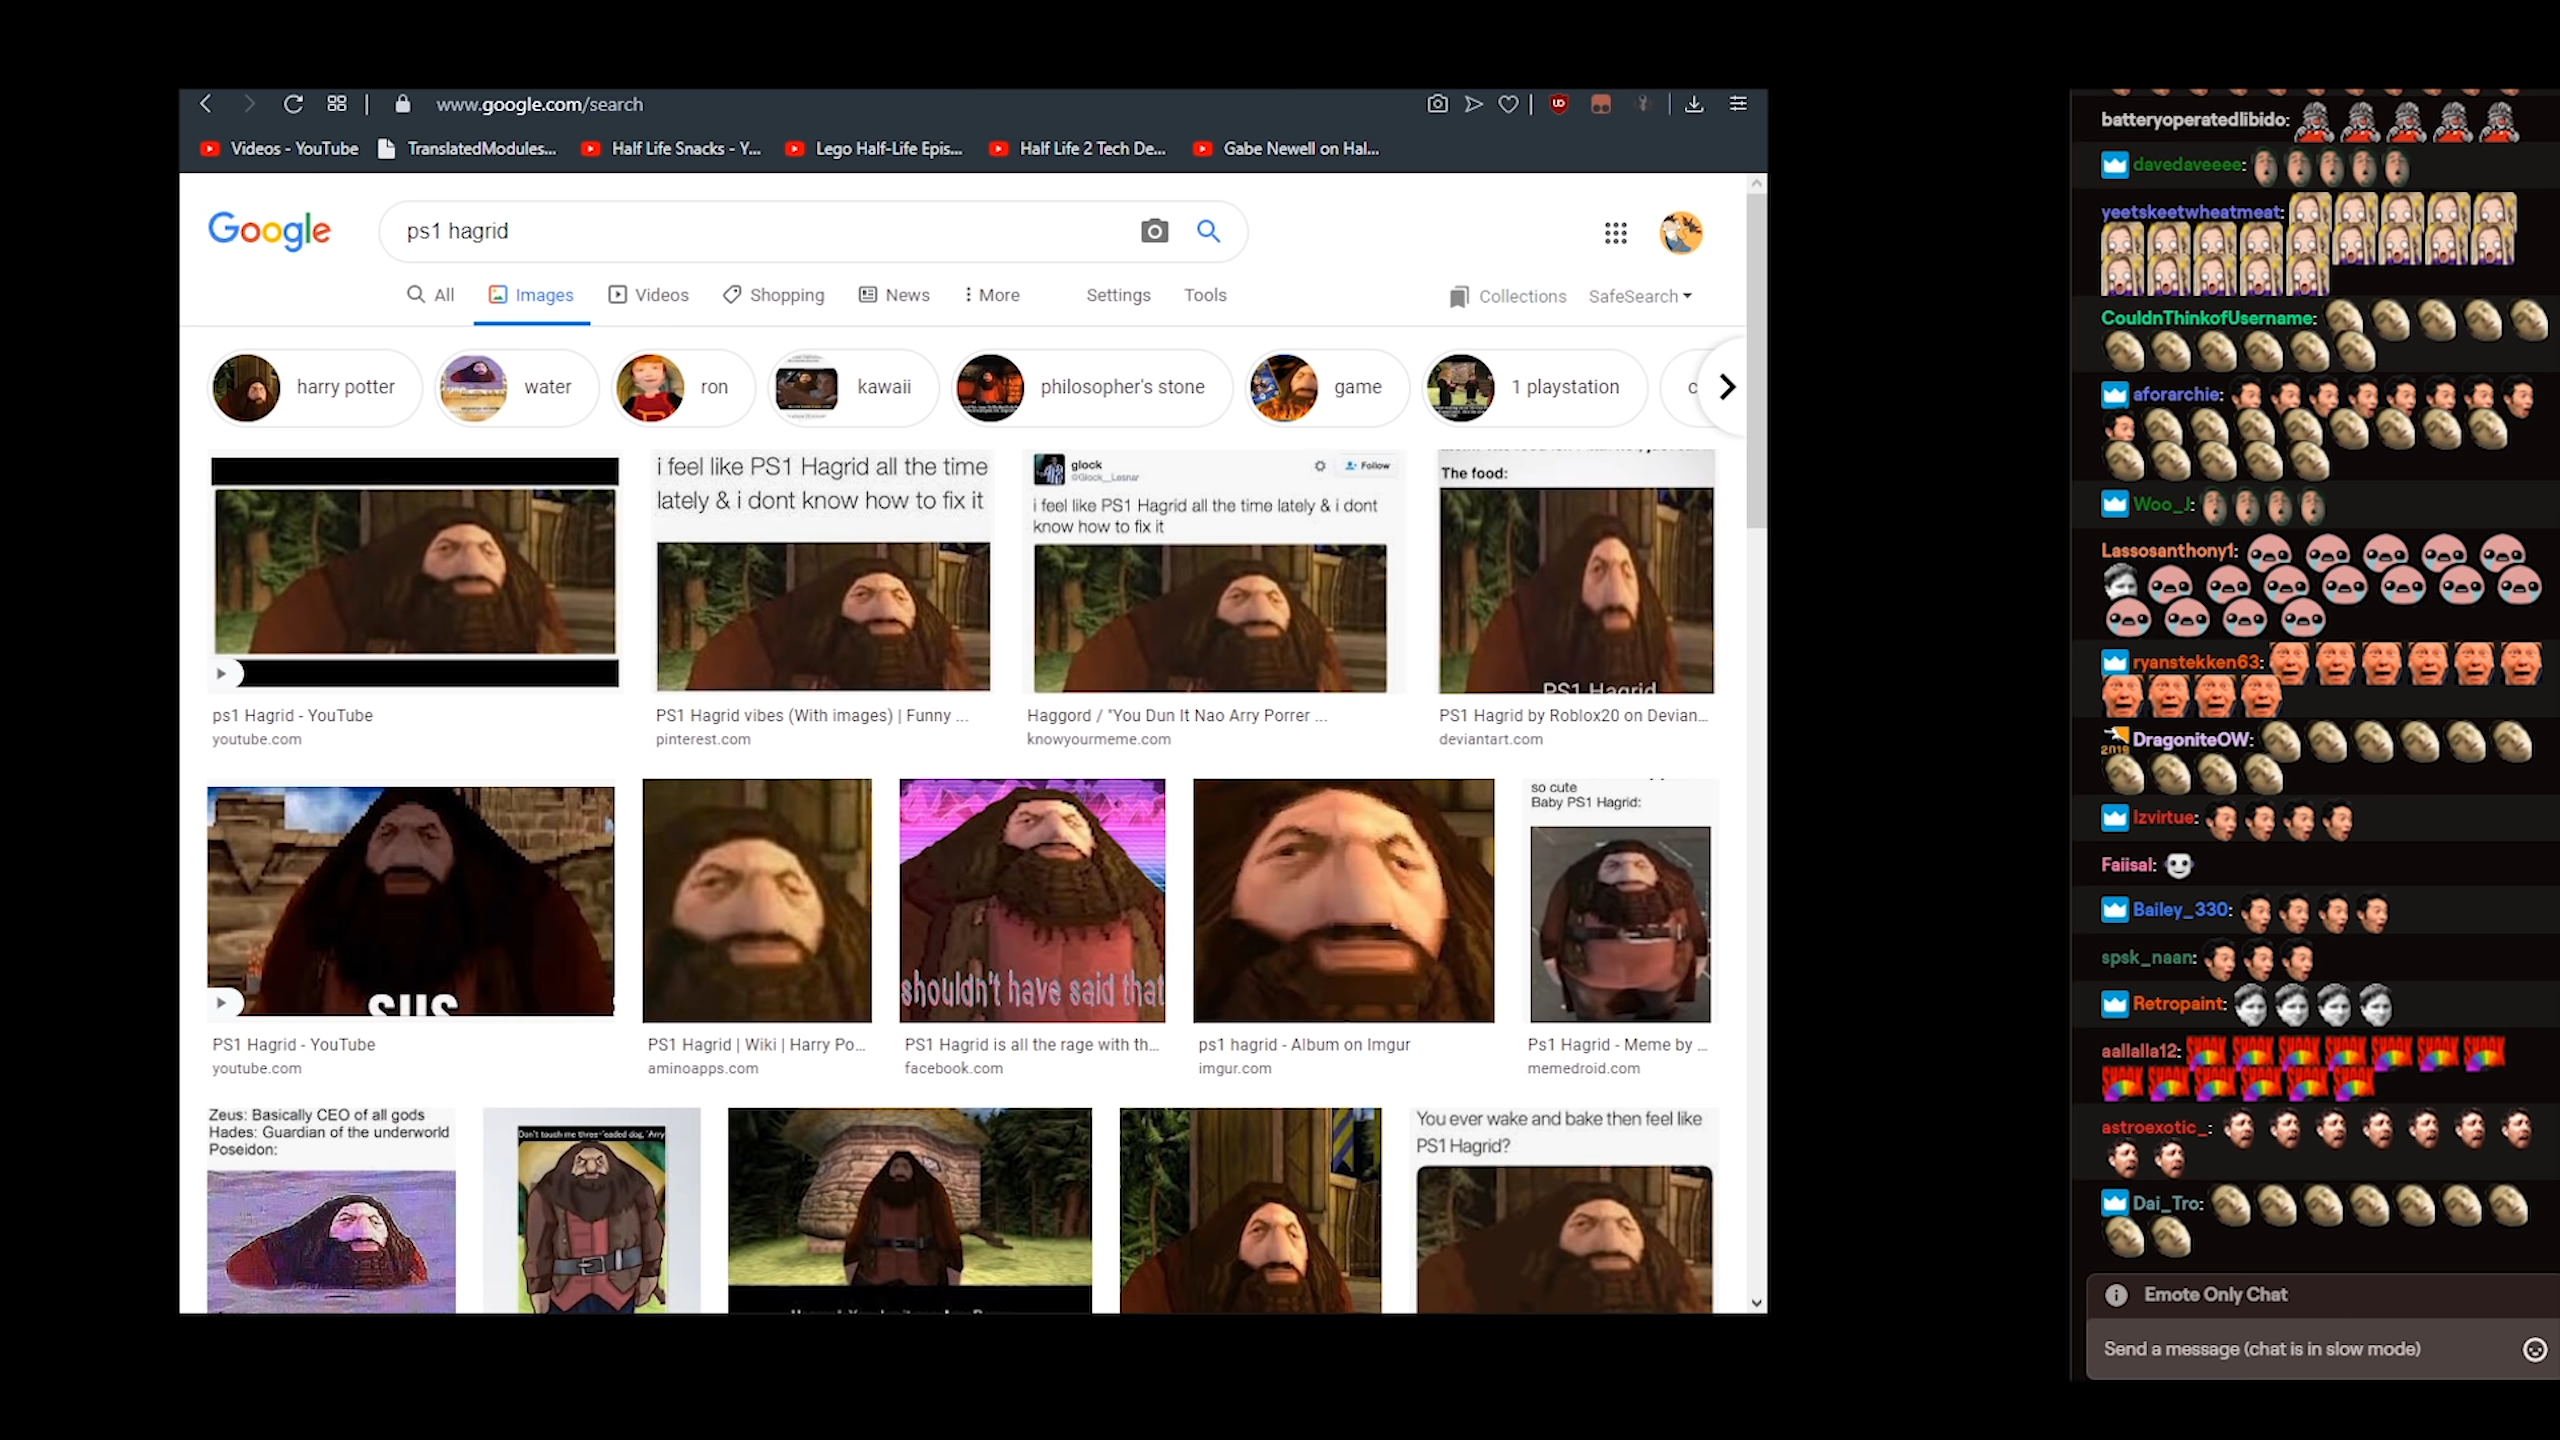 www.google.com/search
Videos - YouTube
TranslatedModules...
Half Life Snacks - Y...
Lego Half-Life Epis...
Half Life 2 Tech De...
Gabe Newell on Hal...
Google
ps1 hagrid
All
Images
Videos
Shopping
News
More
Settings
Tools
Collections
SafeSearch
harry potter
water
ron
kawaii
philosopher's stone
game
1 playstation
i feel like PS1 Hagrid all the time
lately & i dont know how to fix it
glock
@Glock__Lesnar
Follow
i feel like PS1 Hagrid all the time lately & i dont
know how to fix it
The food:
PS1 Hagrid
ps1 Hagrid - YouTube
youtube.com
PS1 Hagrid vibes (With images) | Funny ...
pinterest.com
Haggord / "You Dun It Nao Arry Porrer ...
knowyourmeme.com
PS1 Hagrid by Roblox20 on Devian...
deviantart.com
sus
shouldn't have said that
so cute
Baby PS1 Hagrid:
PS1 Hagrid - YouTube
youtube.com
PS1 Hagrid | Wiki | Harry Po...
aminoapps.com
PS1 Hagrid is all the rage with th...
facebook.com
ps1 hagrid - Album on Imgur
imgur.com
Ps1 Hagrid - Meme by ...
memedroid.com
Zeus: Basically CEO of all gods
Hades: Guardian of the underworld
Poseidon:
Don't touch me three-'eaded dog, 'Arry
You ever wake and bake then feel like
PS1 Hagrid?
batteryoperatedlibido:
davedaveeee:
yeetskeetwheatmeat:
CouldnThinkofUsername:
aforarchie:
Woo_J:
Lassosanthony1:
ryanstekken63:
2019 DragoniteOW:
Izvirtue:
Faiisal:
Bailey_330:
spsk_naan:
Retropaint:
aallalla12:
astroexotic_:
Dai_Tro:
Emote Only Chat
Send a message (chat is in slow mode)